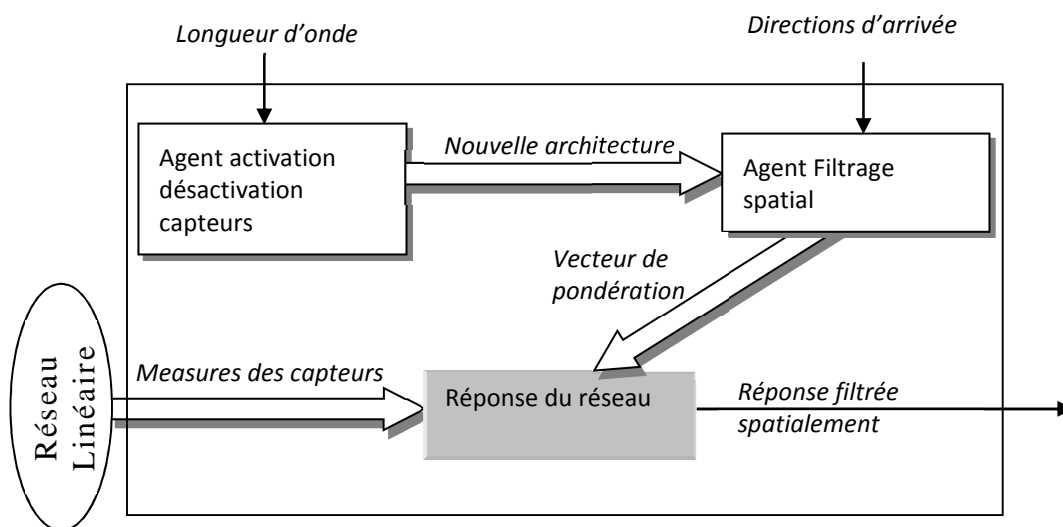 Longueur d’onde
Directions d’arrivée
Agent activation
désactivation
capteurs
Nouvelle architecture
Agent Filtrage
spatial
Vecteur de
pondération
Réseau
Linéaire
Measures des capteurs
Réponse du réseau
Réponse filtrée
spatialement